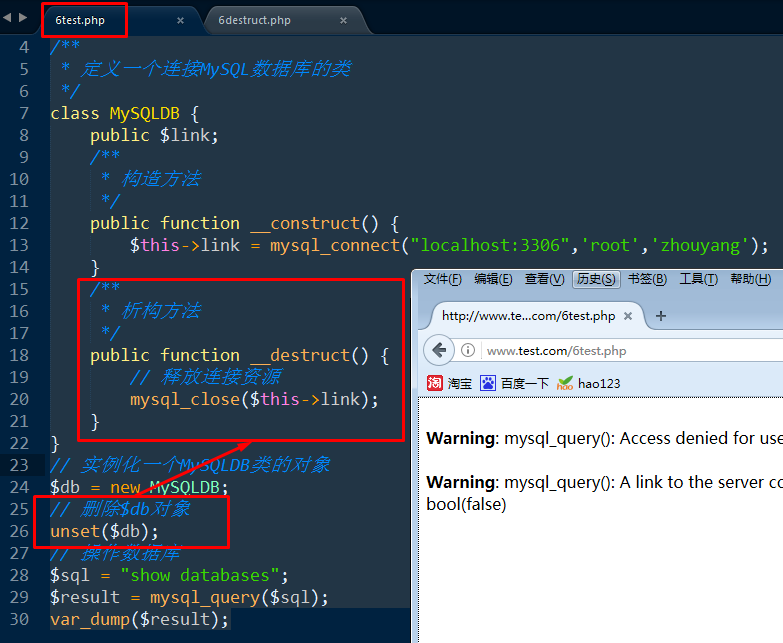 6test.php
6destruct.php
4 /**
5 * 定义一个连接MySQL数据库的类
6 */
7 class MySQLDB {
8 public $link;
9 /**
10 * 构造方法
11 */
12 public function __construct() {
13 $this->link = mysql_connect("localhost:3306",'root','zhouyang');
14 }
15 /**
16 * 析构方法
17 */
18 public function __destruct() {
19 // 释放连接资源
20 mysql_close($this->link);
21 }
22 }
23 // 实例化一个MySQLDB类的对象
24 $db = new MySQLDB;
25 // 删除$db对象
26 unset($db);
27 // 操作数据库
28 $sql = "show databases";
29 $result = mysql_query($sql);
30 var_dump($result);
文件(F) 编辑(E) 查看(V) 历史(S) 书签(B) 工具(T) 帮助(H)
http://www.te...com/6test.php
www.test.com/6test.php
淘 淘宝 百度一下 hao hao123
Warning: mysql_query(): Access denied for use
Warning: mysql_query(): A link to the server co
bool(false)